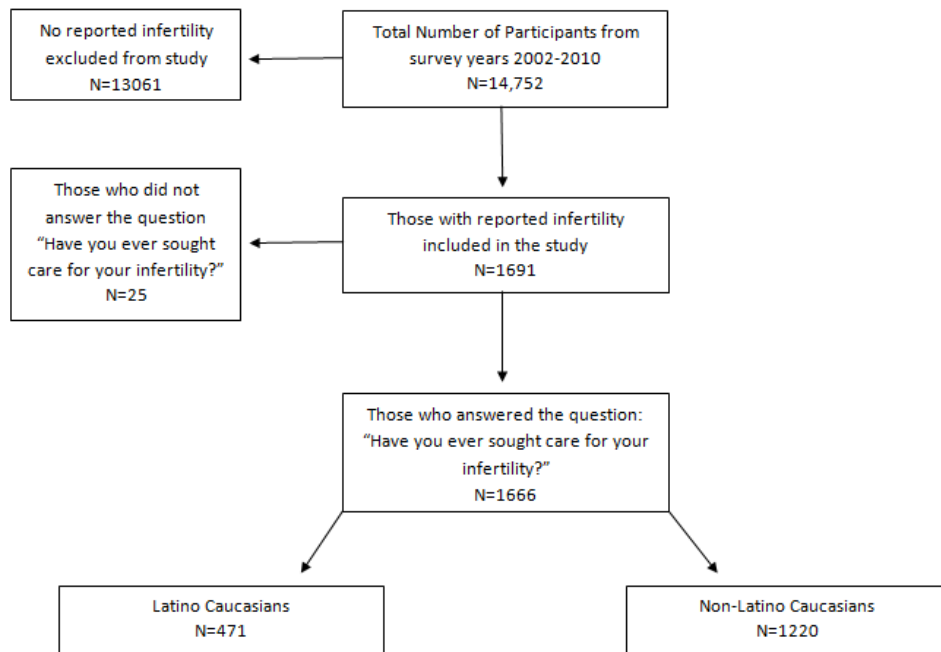 No reported infertility
excluded from study
N=13061
Total Number of Participants from
survey years 2002-2010
N=14,752
Those who did not
answer the question
“Have you ever sought
care for your infertility?”
N=25
Those with reported infertility
included in the study
N=1691
Those who answered the question:
“Have you ever sought care for your
infertility?”
N=1666
Latino Caucasians
N=471
Non-Latino Caucasians
N=1220